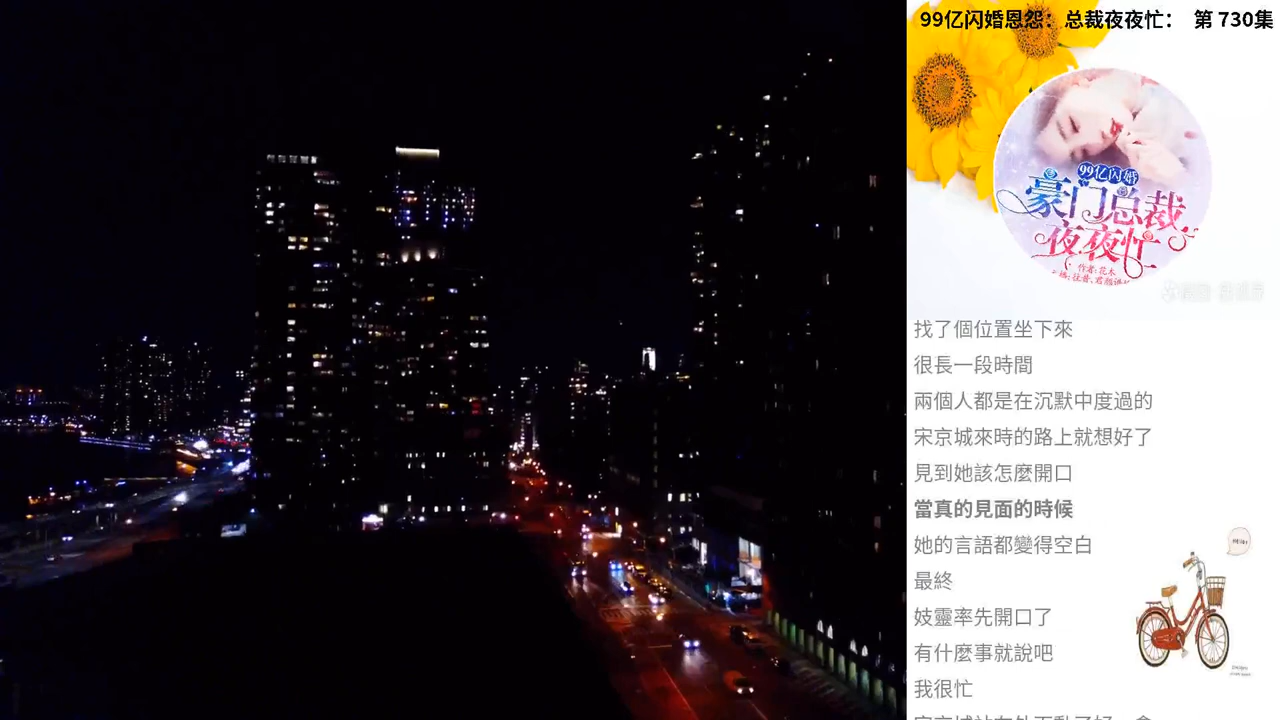 99亿闪婚恩怨：总裁夜夜忙： 第 730集
99亿闪婚
豪门总裁
夜夜忙
作者：花木
找了個位置坐下來
很長一段時間
兩個人都是在沉默中度過的
宋京城來時的路上就想好了
見到她該怎麼開口
當真的見面的時候
她的言語都變得空白
最終
妓靈率先開口了
有什麼事就說吧
我很忙